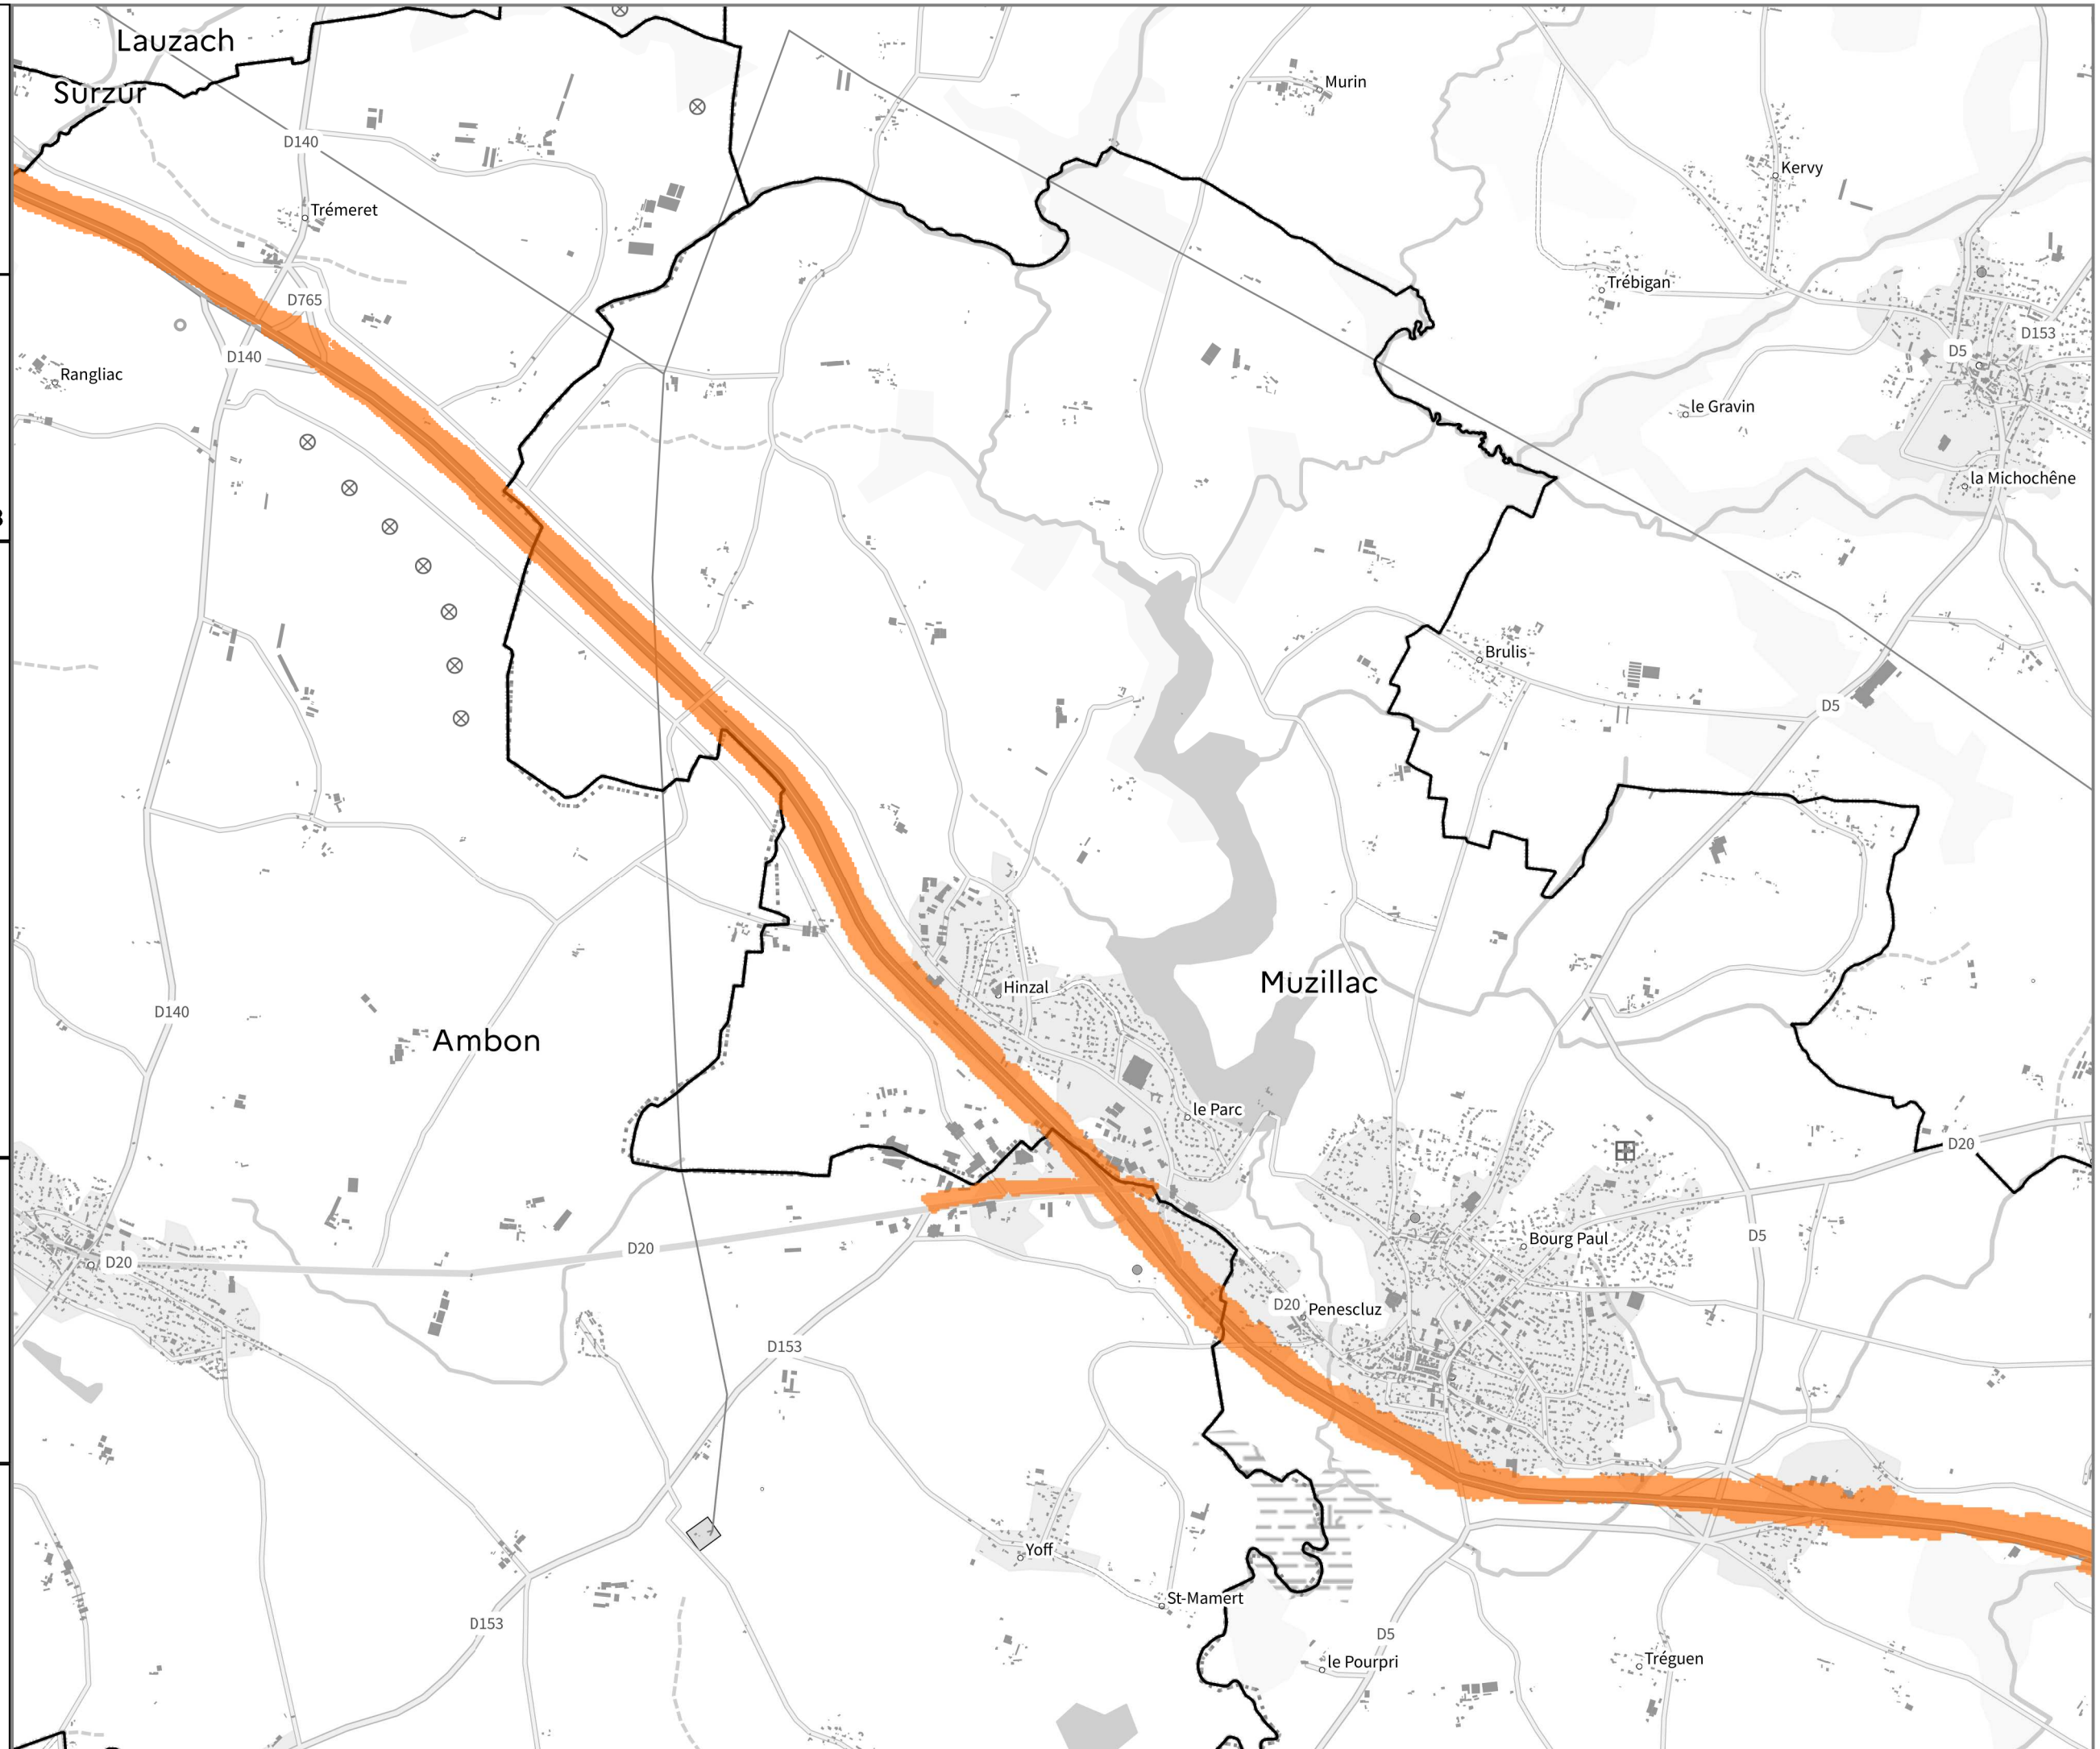 Lauzach
Murin
Surzur
D140
Kervy
Trémeret
Trébigan
D765
D153
D140
D5
Rangliac
le Gravin
la Michochêne
Brulis
D5
Muzillac
Hinzal
D140
Ambon
le Parc
D20
Bourg Paul
D5
D20
D20
D20
Penescluz
D153
Yoff
St-Mamert
D153
D5
le Pourpri
Tréguen